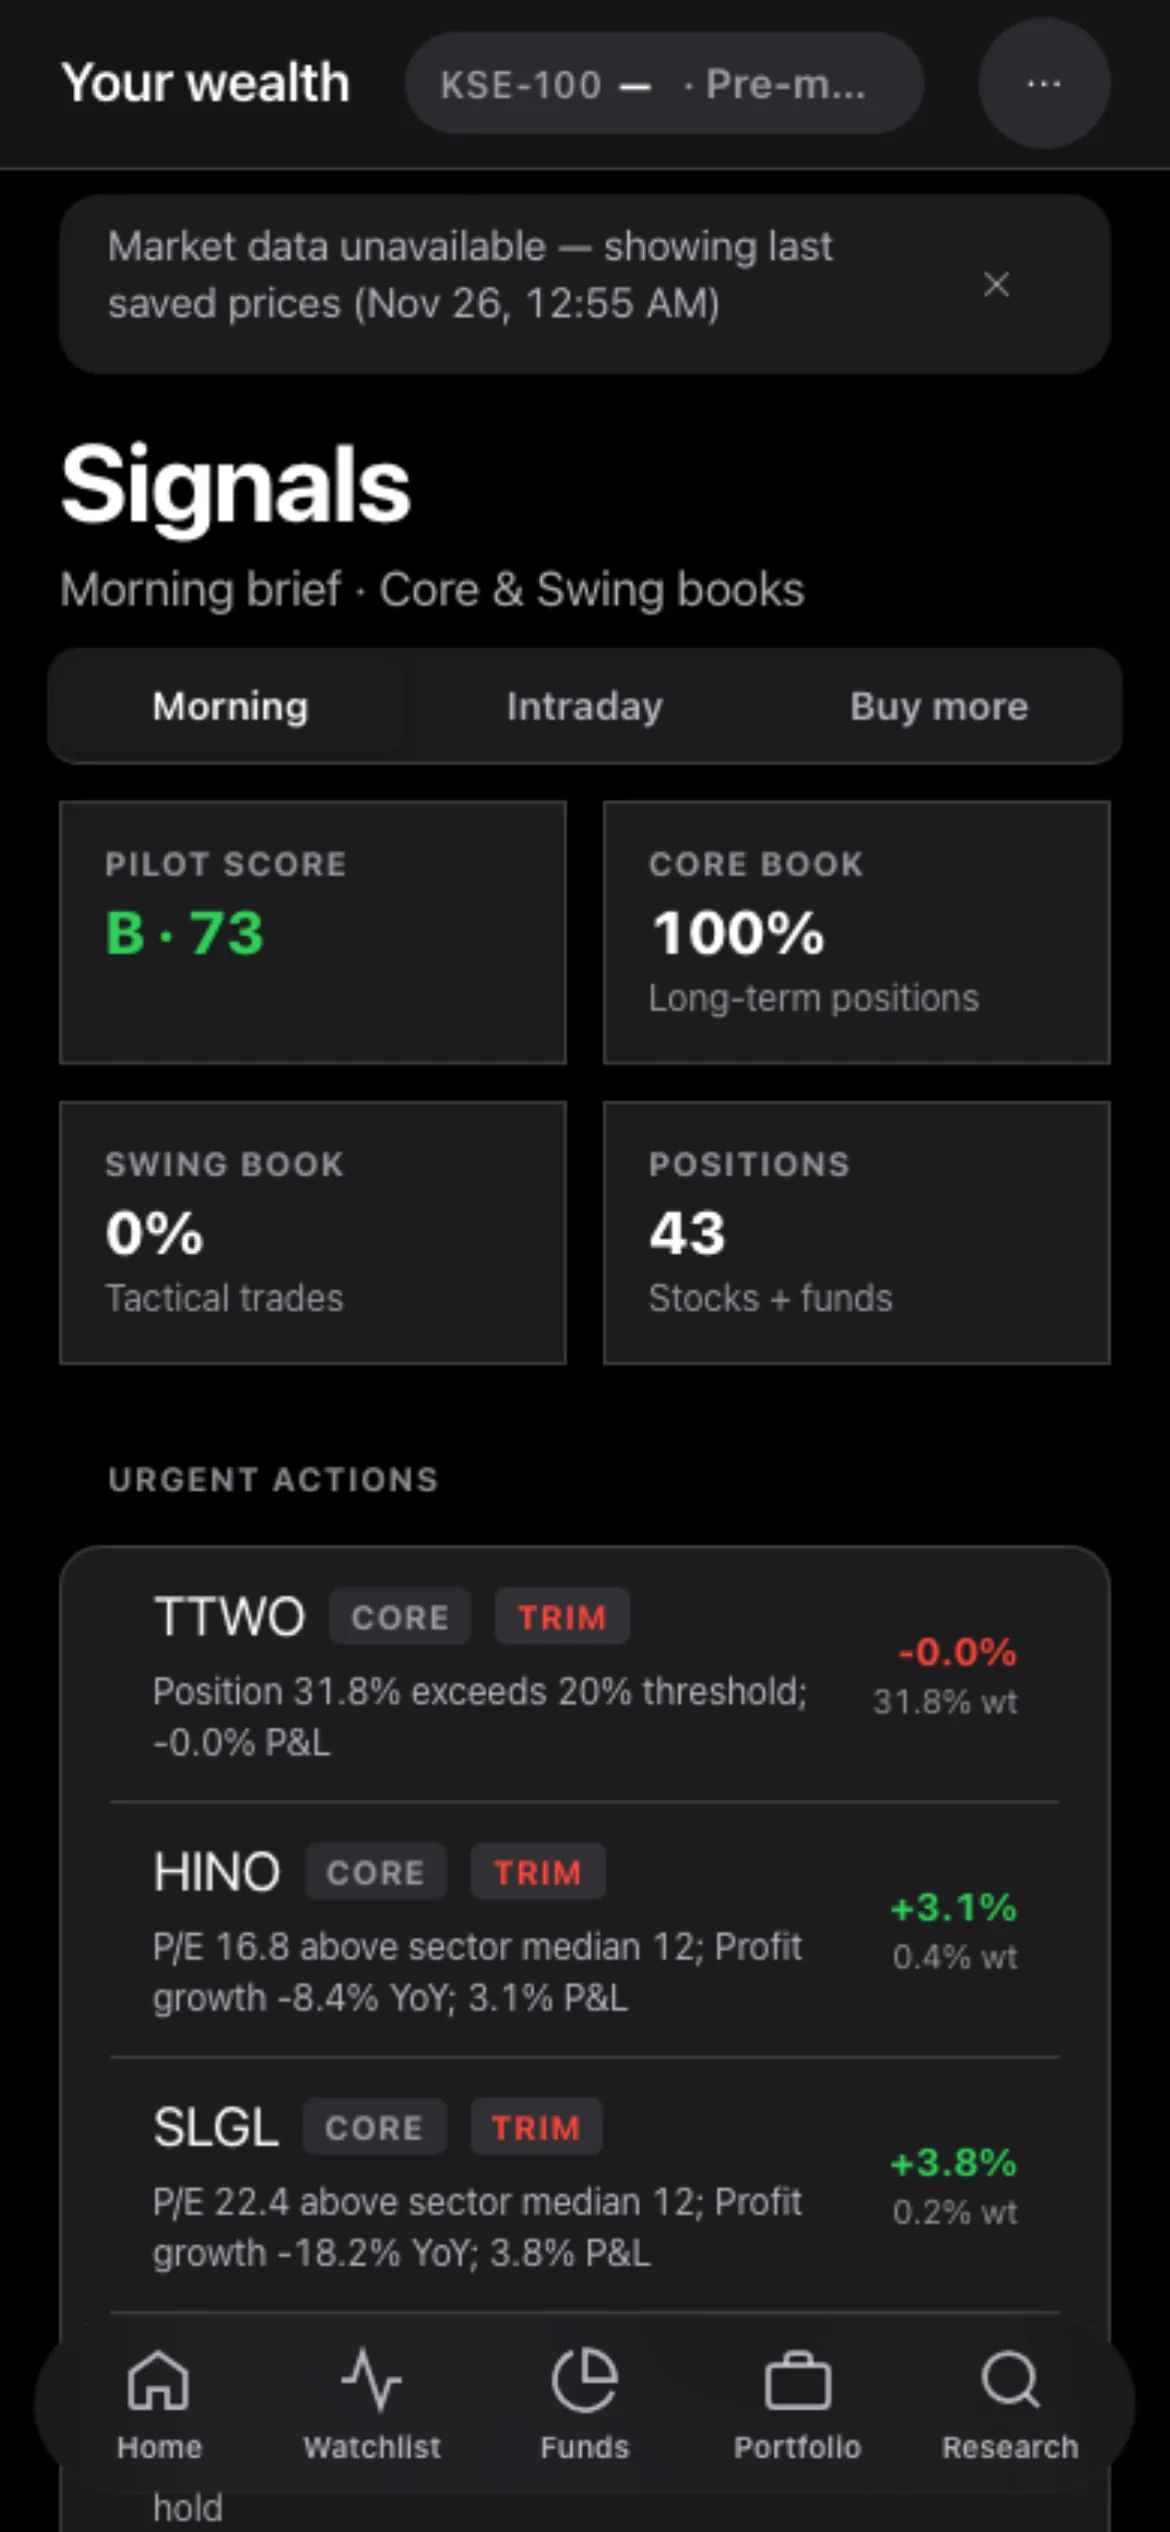 Your wealth
KSE-100 — · Pre-m...
...
Market data unavailable — showing last
saved prices (Nov 26, 12:55 AM)
Signals
Morning brief · Core & Swing books
Morning Intraday Buy more
PILOT SCORE
B · 73
CORE BOOK
100%
Long-term positions
SWING BOOK
0%
Tactical trades
POSITIONS
43
Stocks + funds
URGENT ACTIONS
TTWO CORE TRIM
Position 31.8% exceeds 20% threshold;
-0.0% P&L
-0.0%
31.8% wt
HINO CORE TRIM
P/E 16.8 above sector median 12; Profit
growth -8.4% YoY; 3.1% P&L
+3.1%
0.4% wt
SLGL CORE TRIM
P/E 22.4 above sector median 12; Profit
growth -18.2% YoY; 3.8% P&L
+3.8%
0.2% wt
Home Watchlist Funds Portfolio Research
hold